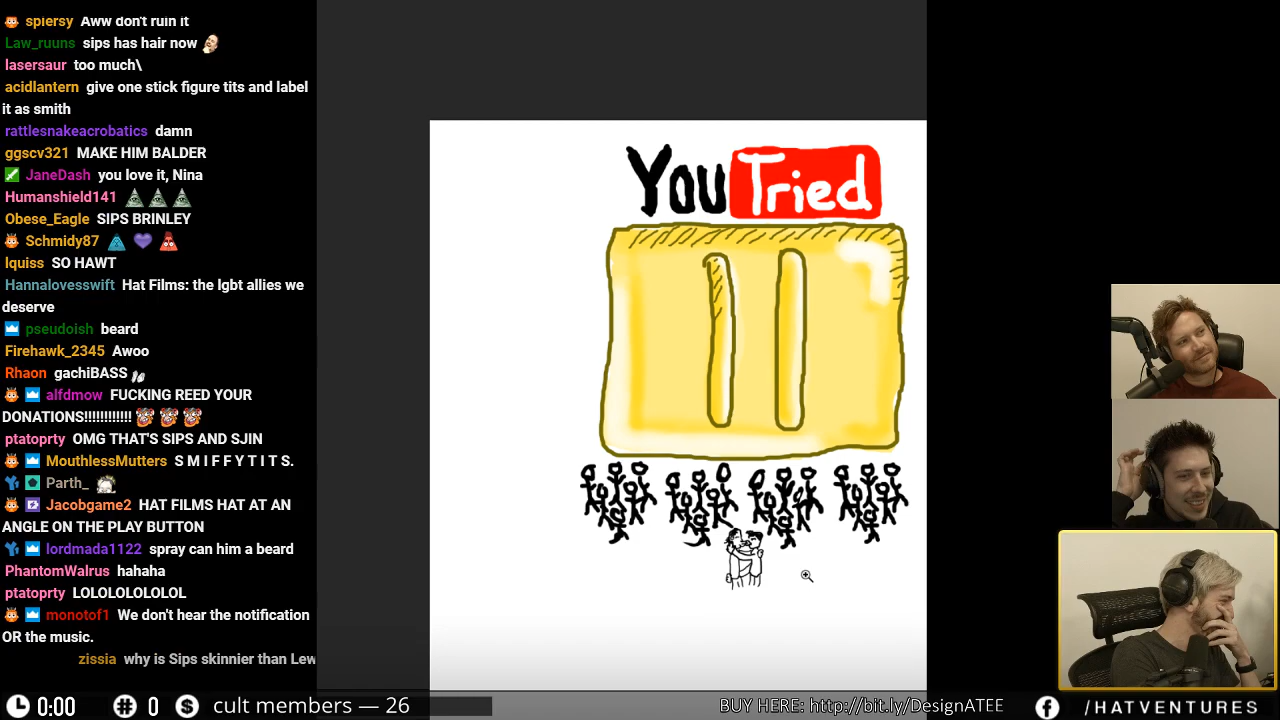 spiersy Aww don't ruin it
Law_ruuns sips has hair now
lasersaur too much\
acidlantern give one stick figure tits and label
it as smith
rattlesnakeacrobatics damn
ggscv321 MAKE HIM BALDER
JaneDash you love it, Nina
Humanshield141
Obese_Eagle SIPS BRINLEY
Schmidy87
lquiss SO HAWT
Hannalovesswift Hat Films: the lgbt allies we
deserve
pseudoish beard
Firehawk_2345 Awoo
Rhaon gachiBASS
alfdmow FUCKING REED YOUR
DONATIONS!!!!!!!!!!!!
ptatoprty OMG THAT'S SIPS AND SJIN
MouthlessMutters S M I F F Y T I T S.
Parth_
Jacobgame2 HAT FILMS HAT AT AN
ANGLE ON THE PLAY BUTTON
lordmada1122 spray can him a beard
PhantomWalrus hahaha
ptatoprty LOLOLOLOLOLOL
monotof1 We don't hear the notification
OR the music.
zissia why is Sips skinnier than Lew
You Tried
0:00 # 0 $ cult members — 26
BUY HERE: http://bit.ly/DesignATEE
f /HATVENTURES